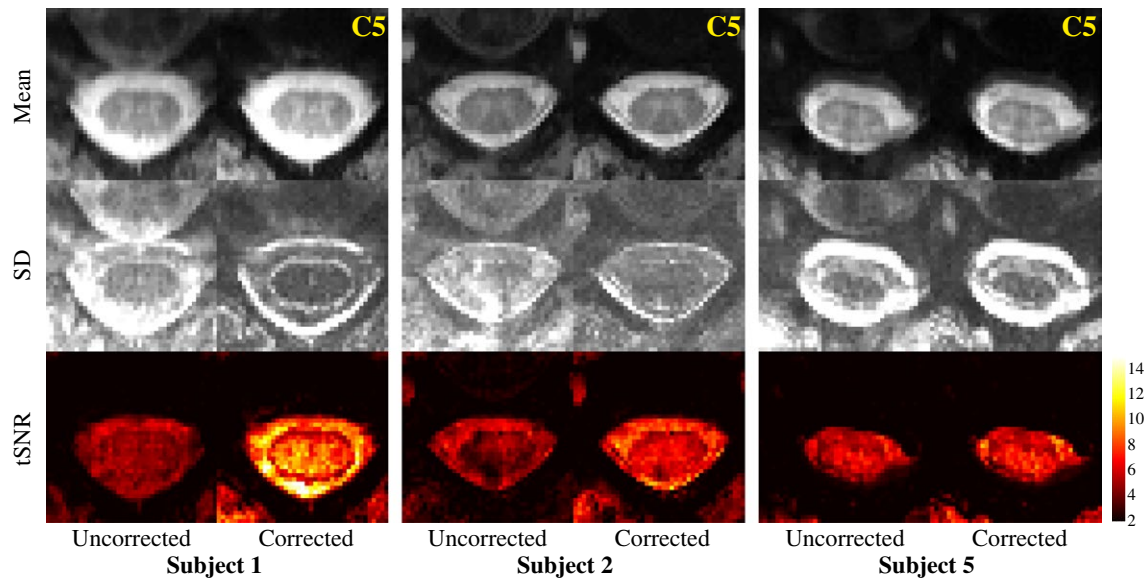 C5 C5 C5
Mean
SD
tSNR
14
12
10
8
6
4
2
Uncorrected Corrected Uncorrected Corrected Uncorrected Corrected
Subject 1 Subject 2 Subject 5